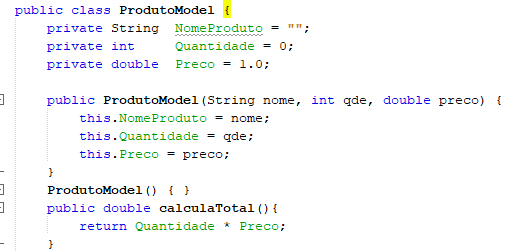 public class ProdutoModel {
    private String  NomeProduto = "";
    private int     Quantidade = 0;
    private double  Preco = 1.0;

    public ProdutoModel(String nome, int qde, double preco) {
        this.NomeProduto = nome;
        this.Quantidade = qde;
        this.Preco = preco;
    }
    ProdutoModel() { }
    public double calculaTotal(){
        return Quantidade * Preco;
    }